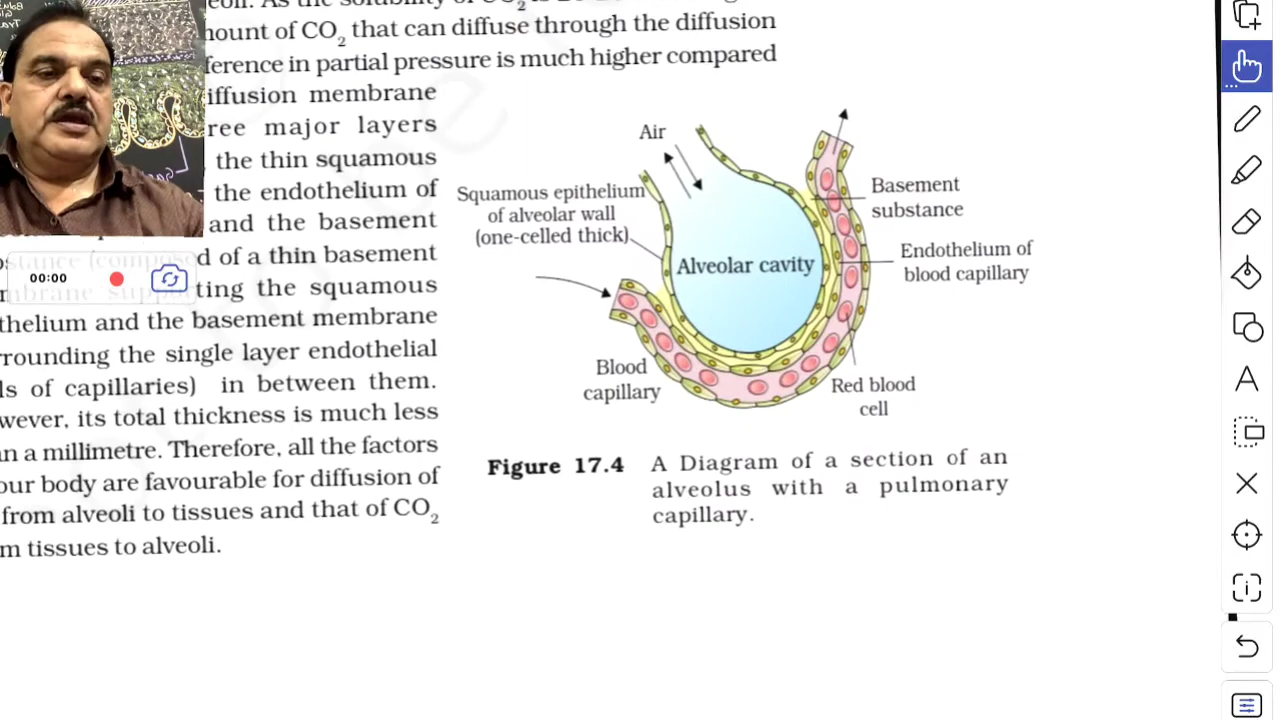 amount of CO2 that can diffuse through the diffusion
ference in partial pressure is much higher compared
iffusion membrane
ree major layers
the thin squamous
the endothelium of
and the basement
d of a thin basement
00:00
ting the squamous
thelium and the basement membrane
rrounding the single layer endothelial
ls of capillaries) in between them.
wever, its total thickness is much less
n a millimetre. Therefore, all the factors
our body are favourable for diffusion of
from alveoli to tissues and that of CO2
m tissues to alveoli.
Air
Squamous epithelium
of alveolar wall
(one-celled thick)
Alveolar cavity
Basement
substance
Endothelium of
blood capillary
Blood
capillary
Red blood
cell
Figure 17.4 A Diagram of a section of an
alveolus with a pulmonary
capillary.
A